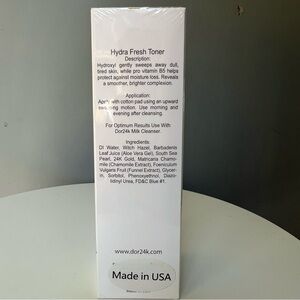 Hydra Fresh Toner
Description:
Hydroxyl gently sweeps away dull,
tired skin, while pro vitamin B5 helps
protect against moisture loss. Reveals
a smoother, brighter complexion.
Application:
Apply with cotton pad using an upward
sweeping motion. Use morning and
evening after cleansing.
For Optimum Results Use With
Dor24k Milk Cleanser.
Ingredients:
DI Water, Witch Hazel, Barbadenis
Leaf Juice (Aloe Vera Gel), South Sea
Pearl, 24K Gold, Matricaria Chamo-
mile (Chamomile Extract), Foeniculum
Vulgaris Fruit (Funnel Extract), Glycer-
in, Sorbitol, Phenoxyethnol, Diazo-
lidinyl Urea, FD&C Blue #1.
www.dor24k.com
Made in USA